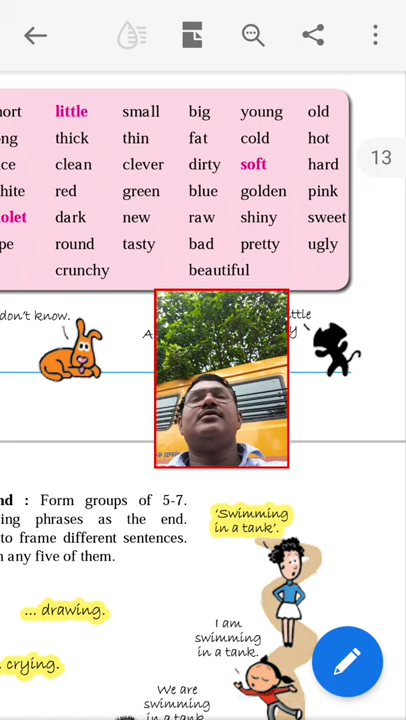 ort little small big young old
ng thick thin fat cold hot
13
ce clean clever dirty soft hard
hite red green blue golden pink
olet dark new raw shiny sweet
pe round tasty bad pretty ugly
crunchy beautiful
don't know.
A
ttle
y
nd : Form groups of 5-7.
ing phrases as the end.
to frame different sentences.
n any five of them.
'Swimming
in a tank'.
... drawing.
I am
swimming
in a tank.
. crying.
We are
swimming
in a tank